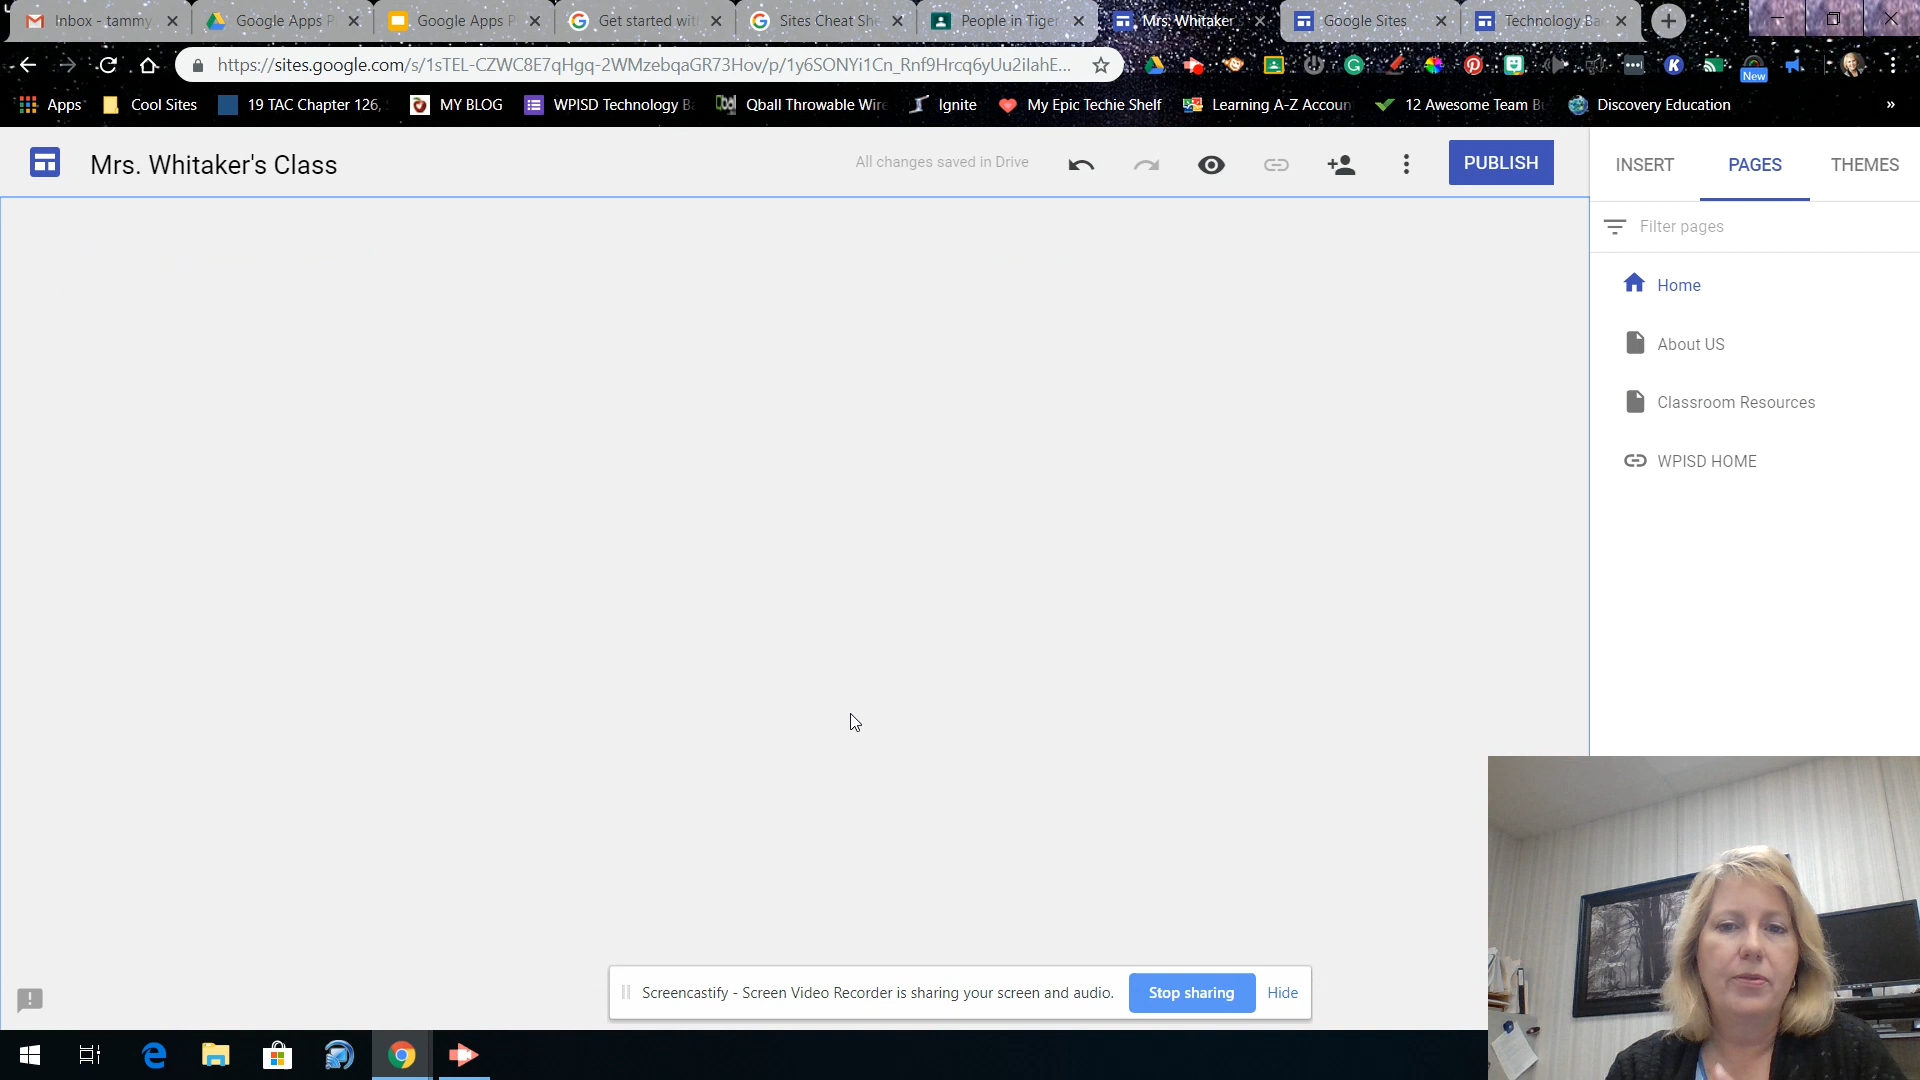 Inbox - tammy
Google Apps P
Google Apps P
Get started wit
Sites Cheat She
People in Tiger
Mrs. Whitaker
Google Sites
Technology Ba
https://sites.google.com/s/1sTEL-CZWC8E7qHgq-2WMzebqaGR73Hov/p/1y6SONYi1Cn_Rnf9Hrcq6yUu2iIahE...
New
Apps
Cool Sites
19 TAC Chapter 126,
MY BLOG
WPISD Technology Ba
Qball Throwable Wire
Ignite
My Epic Techie Shelf
Learning A-Z Accoun
12 Awesome Team Bu
Discovery Education
»
Mrs. Whitaker's Class
All changes saved in Drive
PUBLISH
INSERT
PAGES
THEMES
Filter pages
Home
About US
Classroom Resources
WPISD HOME
Screencastify - Screen Video Recorder is sharing your screen and audio.
Stop sharing
Hide